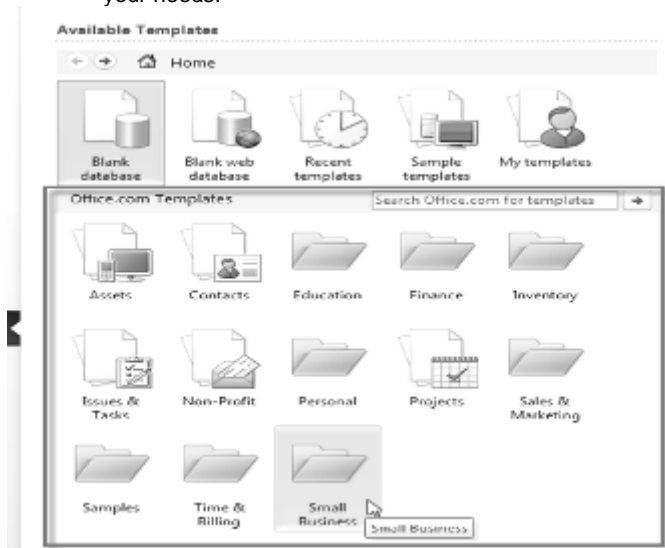 your needs.
Available Templates
Home
Blank database
Blank web database
Recent templates
Sample templates
My templates
Office.com Templates
Search Office.com for templates
Assets
Contacts
Education
Finance
Inventory
Issues & Tasks
Non-Profit
Personal
Projects
Sales & Marketing
Samples
Time & Billing
Small Business
Small Business